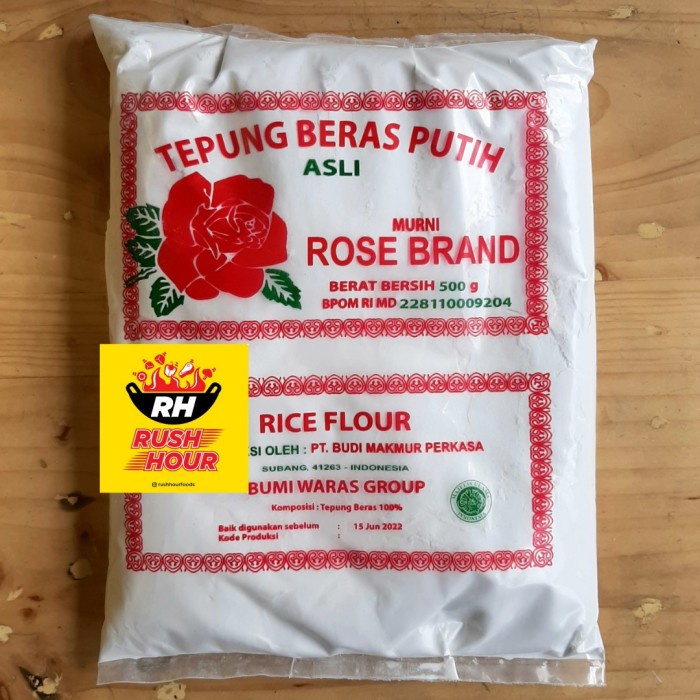 TEPUNG BERAS PUTIH
ASLI
MURNI
ROSE BRAND
BERAT BERSIH 500 g
BPOM RI MD 228110009204
RH
RUSH
HOUR
rushhourfoods
RICE FLOUR
SI OLEH : PT. BUDI MAKMUR PERKASA
SUBANG, 41263 - INDONESIA
BUMI WARAS GROUP
Komposisi : Tepung Beras 100%
Baik digunakan sebelum : 15 Jun 2022
Kode Produksi :